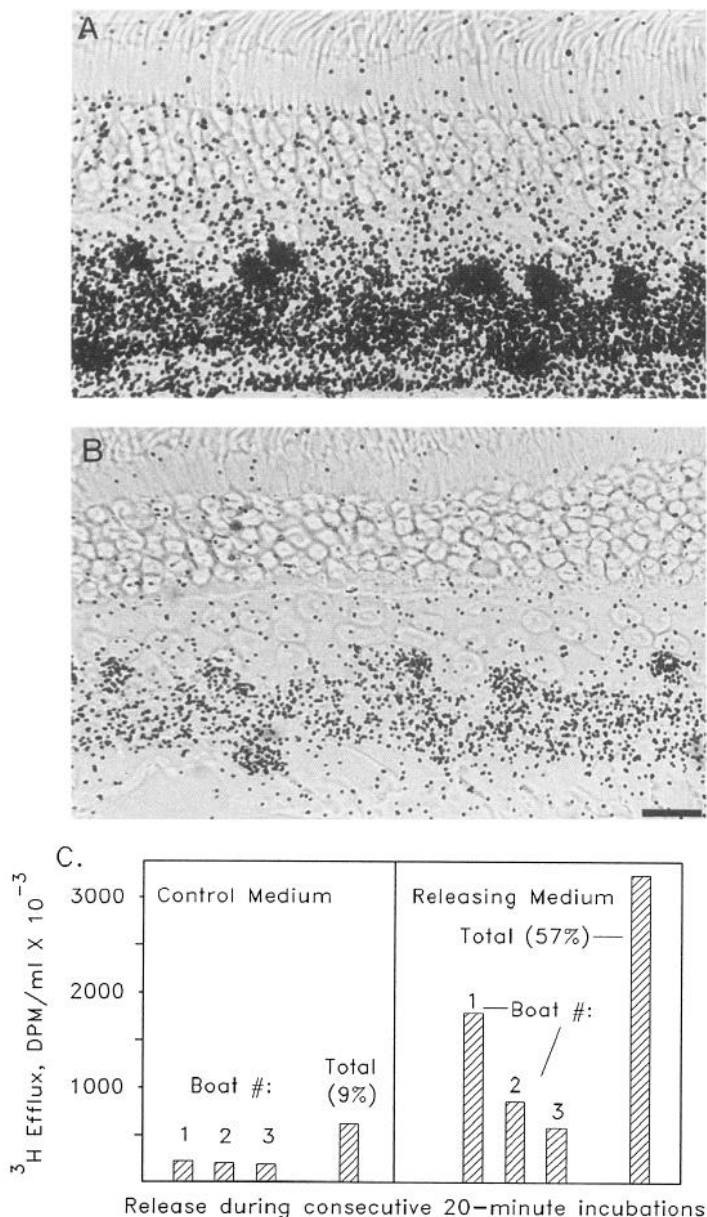 A
B
C.
3000
2000
1000
³H Efflux, DPM/ml X 10⁻³
Control Medium
Boat #:
1 2 3
Total
(9%)
Releasing Medium
Total (57%)
1
Boat #:
2
3
Release during consecutive 20-minute incubations